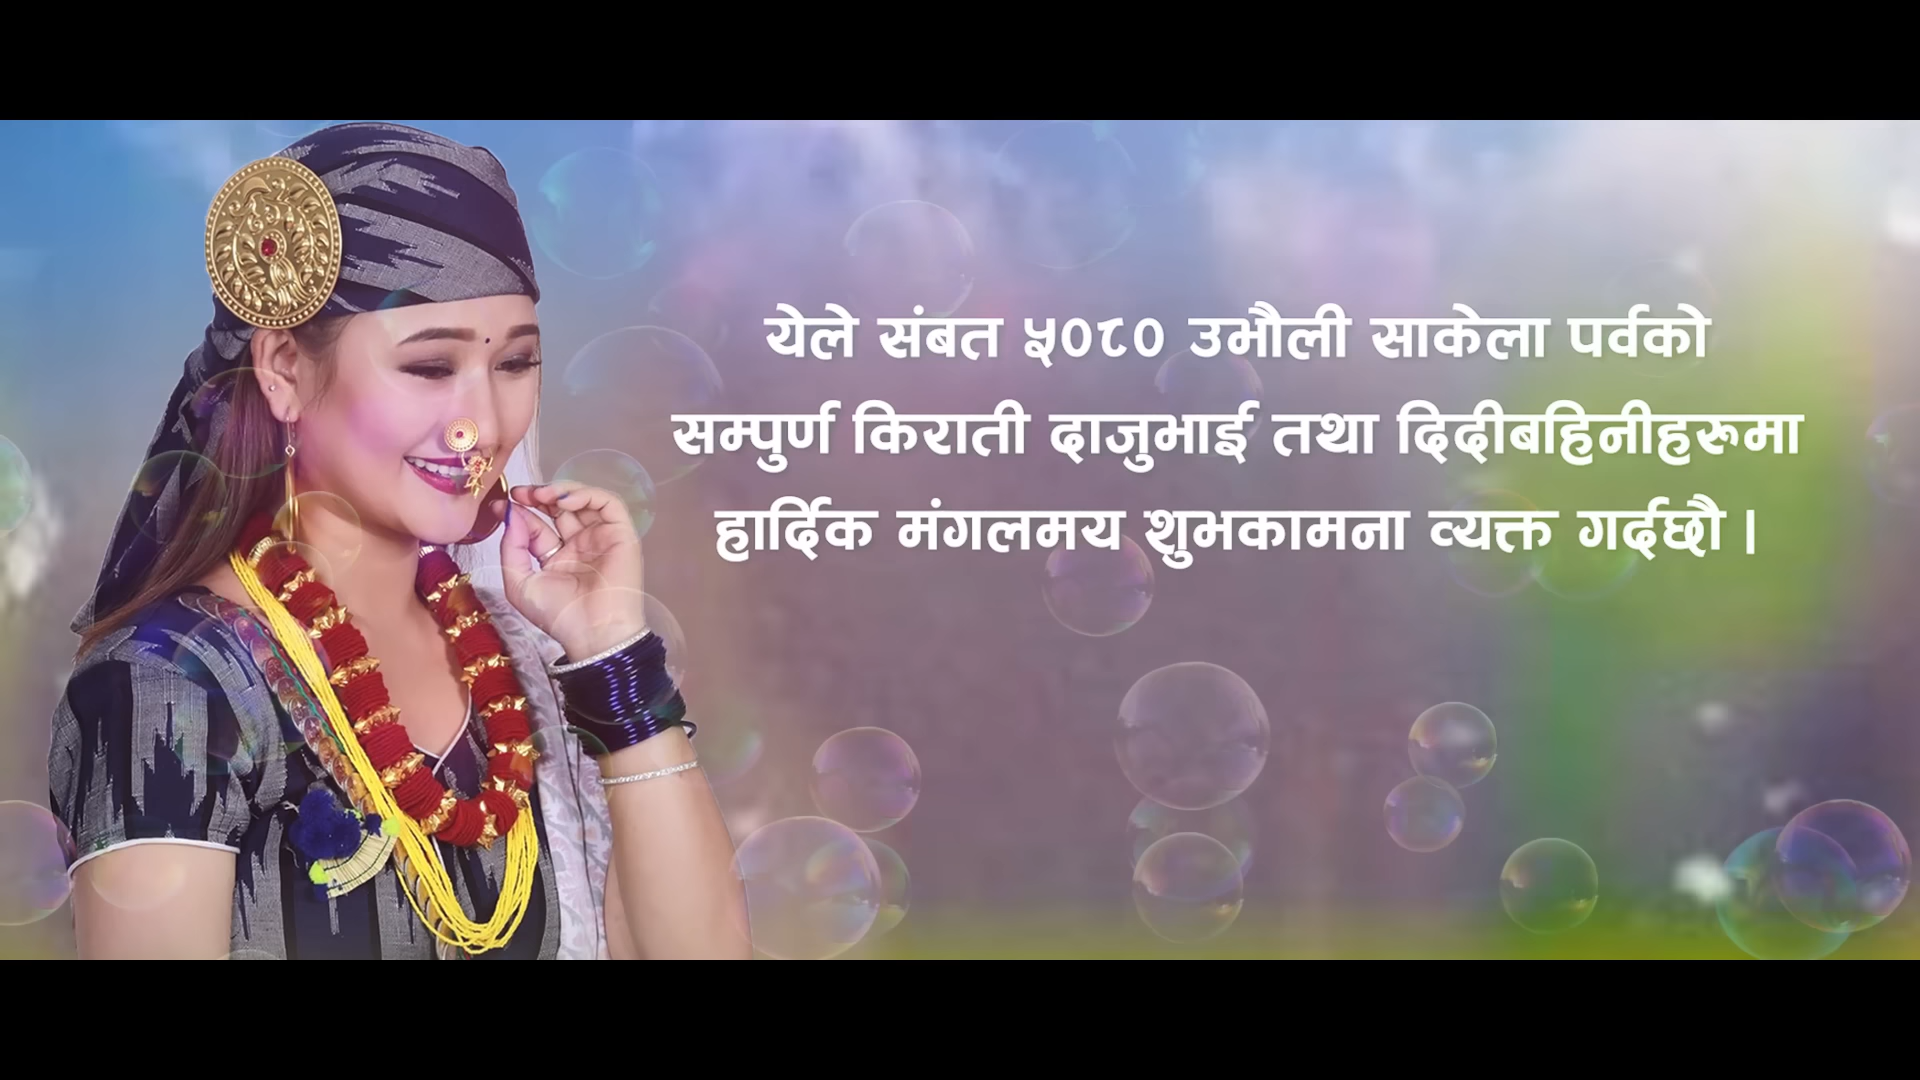 येले संबत ५०८० उभौली साकेला पर्वको
सम्पुर्ण किराती दाजुभाई तथा दिदीबहिनीहरूमा
हार्दिक मंगलमय शुभकामना व्यक्त गर्दछौ ।